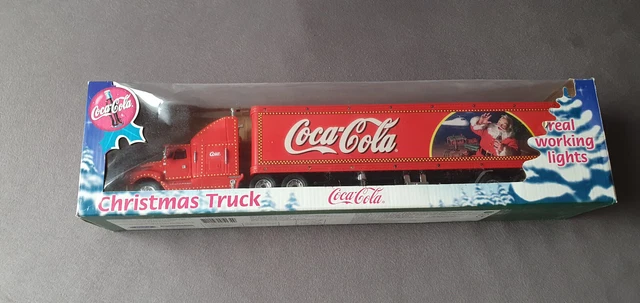 Coca-Cola
Coca-Cola
real
working
lights
Christmas Truck
Coca-Cola